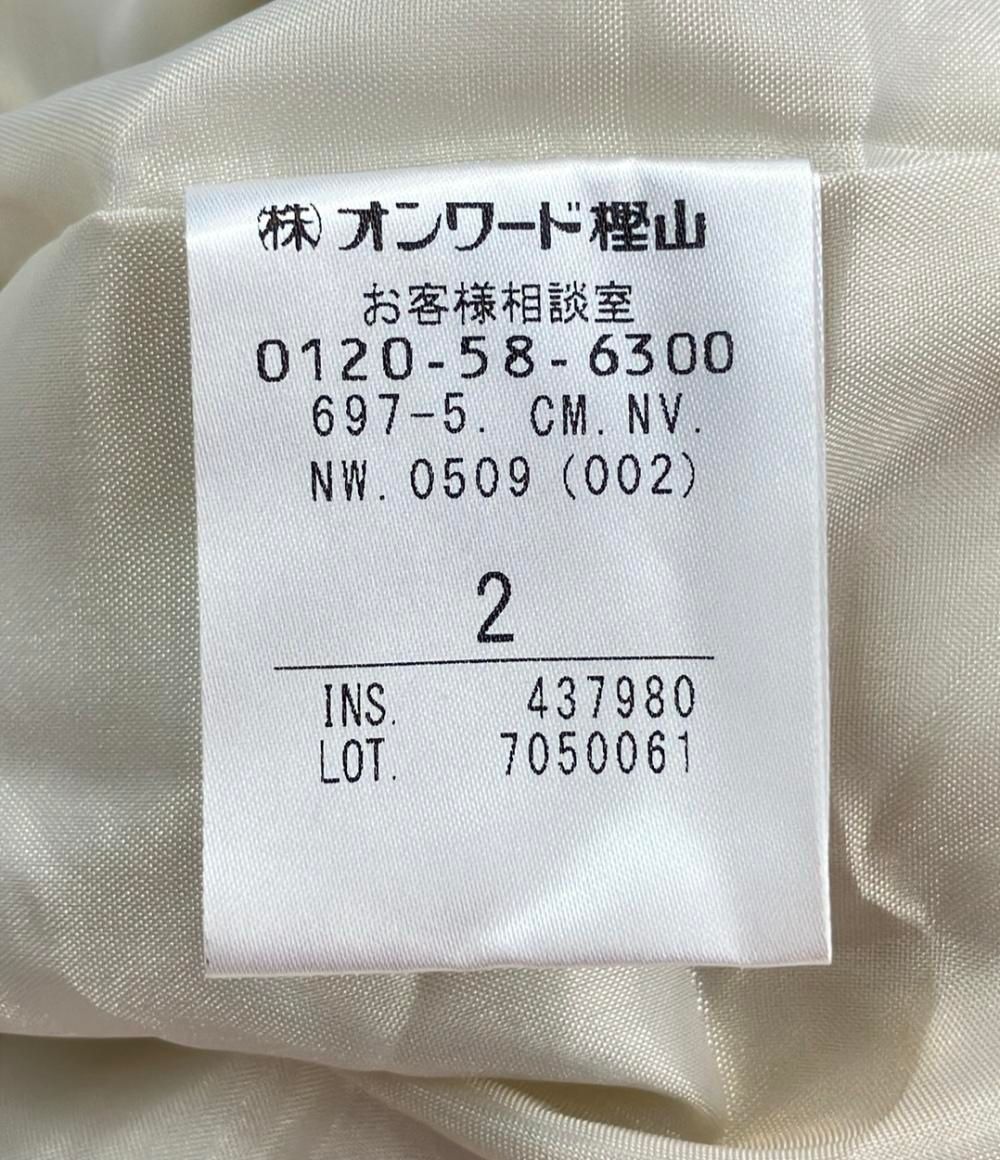 (株)オンワード樫山
お客様相談室
0120-58-6300
697-5. CM. NV.
NW. 0509 (002)
2
INS. 437980
LOT. 7050061